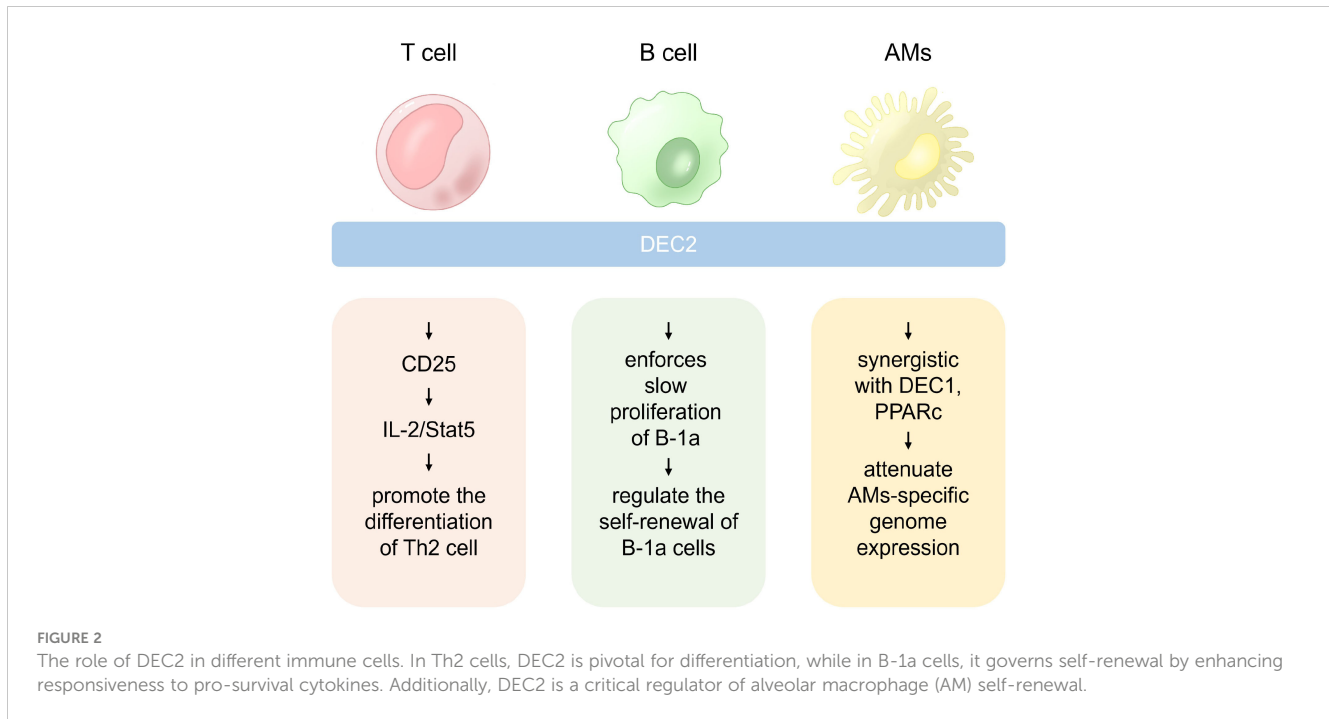 T cell
B cell
AMs
DEC2
↓
CD25
↓
IL-2/Stat5
↓
promote the
differentiation
of Th2 cell
↓
enforces
slow
proliferation
of B-1a
↓
regulate the
self-renewal of
B-1a cells
↓
synergistic
with DEC1,
PPARc
↓
attenuate
AMs-specific
genome
expression
FIGURE 2
The role of DEC2 in different immune cells. In Th2 cells, DEC2 is pivotal for differentiation, while in B-1a cells, it governs self-renewal by enhancing
responsiveness to pro-survival cytokines. Additionally, DEC2 is a critical regulator of alveolar macrophage (AM) self-renewal.